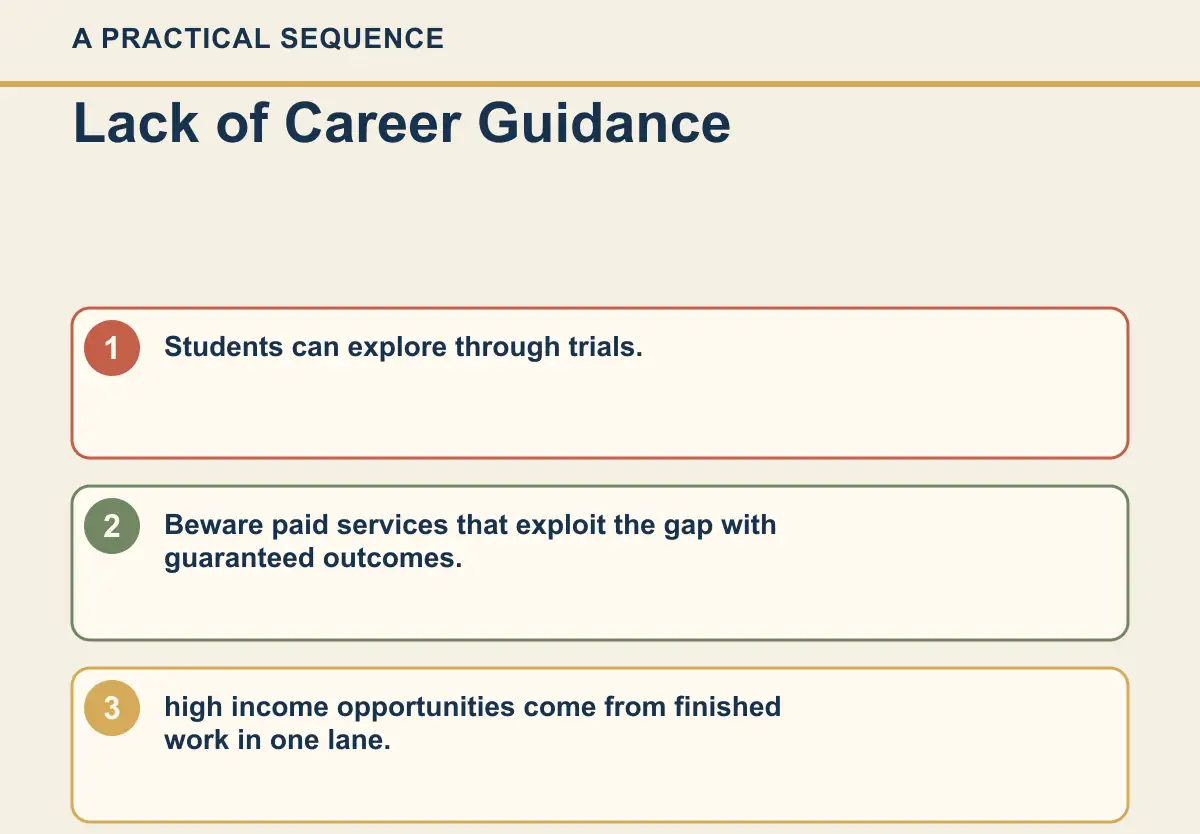 A PRACTICAL SEQUENCE
Lack of Career Guidance
1
Students can explore through trials.
2
Beware paid services that exploit the gap with
guaranteed outcomes.
3
high income opportunities come from finished
work in one lane.